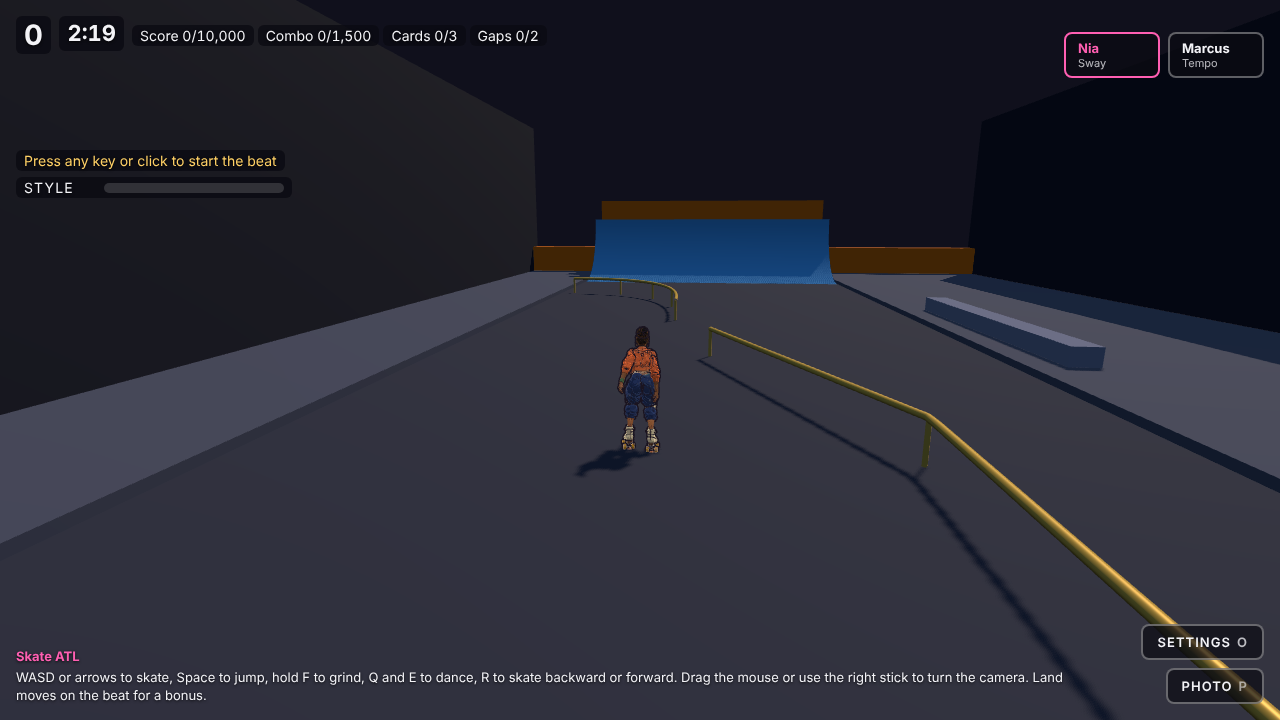 0
2:19
Score 0/10,000
Combo 0/1,500
Cards 0/3
Gaps 0/2
Nia
Sway
Marcus
Tempo
Press any key or click to start the beat
STYLE
Skate ATL
WASD or arrows to skate, Space to jump, hold F to grind, Q and E to dance, R to skate backward or forward. Drag the mouse or use the right stick to turn the camera. Land
moves on the beat for a bonus.
SETTINGS O
PHOTO P